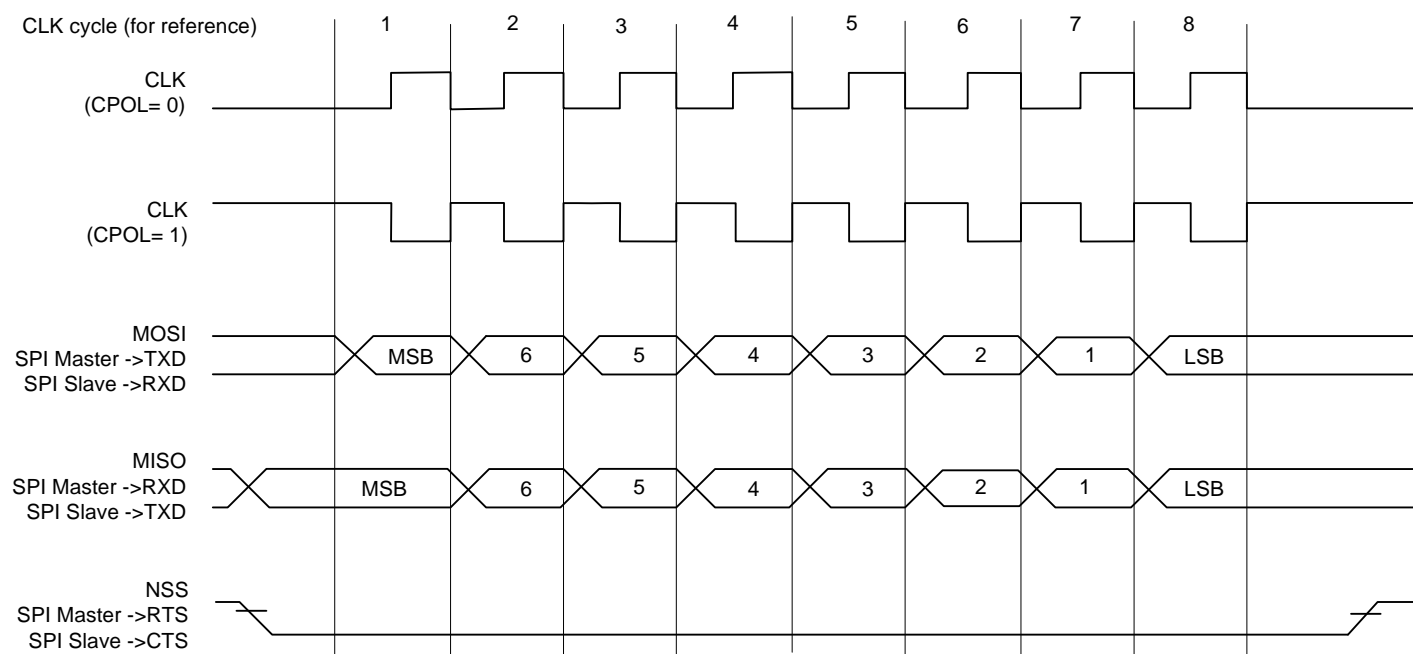 CLK cycle (for reference) 1 2 3 4 5 6 7 8
CLK
(CPOL= 0)
CLK
(CPOL= 1)
MOSI
SPI Master ->TXD
SPI Slave ->RXD
MSB 6 5 4 3 2 1 LSB
MISO
SPI Master ->RXD
SPI Slave ->TXD
MSB 6 5 4 3 2 1 LSB
NSS
SPI Master ->RTS
SPI Slave ->CTS